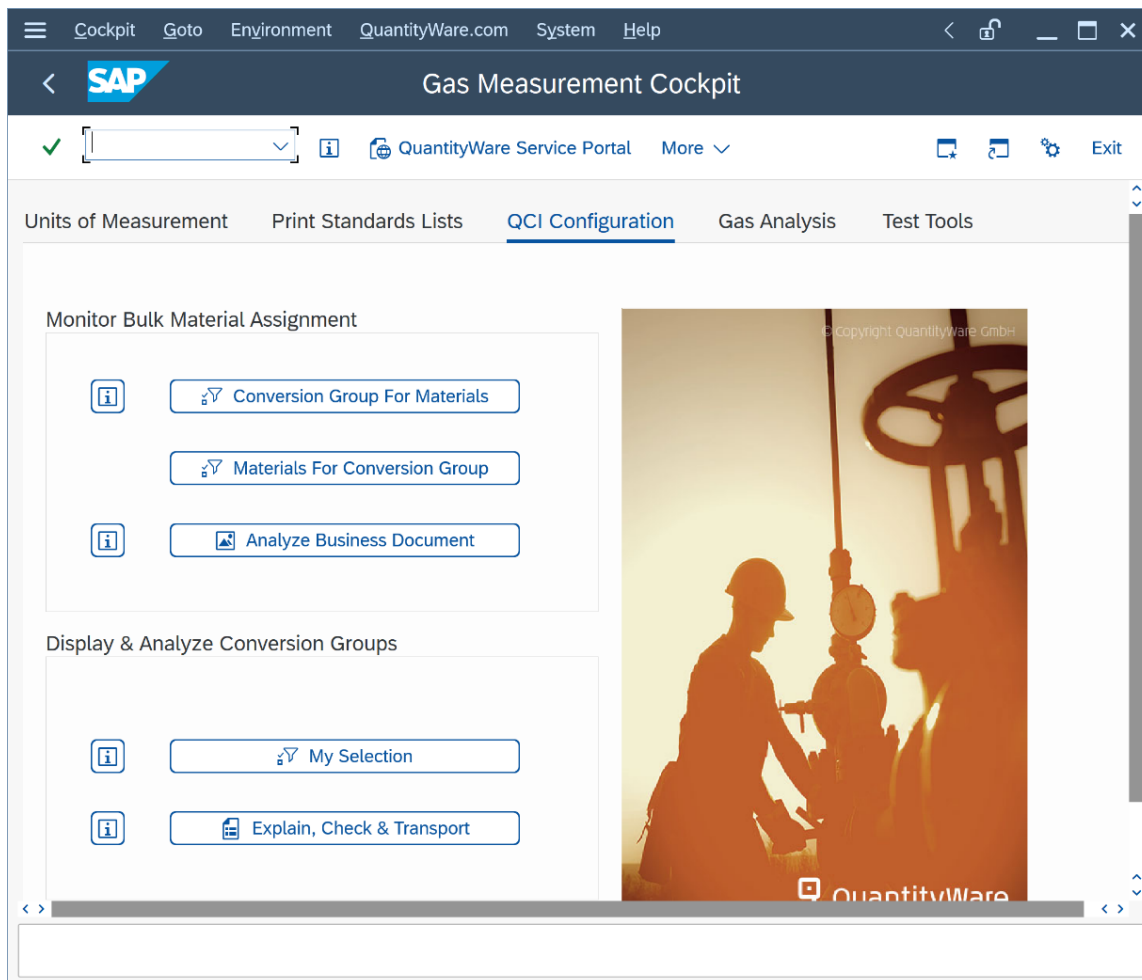 Cockpit Goto Environment QuantityWare.com System Help
SAP Gas Measurement Cockpit
QuantityWare Service Portal More Exit
Units of Measurement Print Standards Lists QCI Configuration Gas Analysis Test Tools
Monitor Bulk Material Assignment
© Copyright QuantityWare GmbH
Conversion Group For Materials
Materials For Conversion Group
Analyze Business Document
Display & Analyze Conversion Groups
My Selection
Explain, Check & Transport
QuantityWare